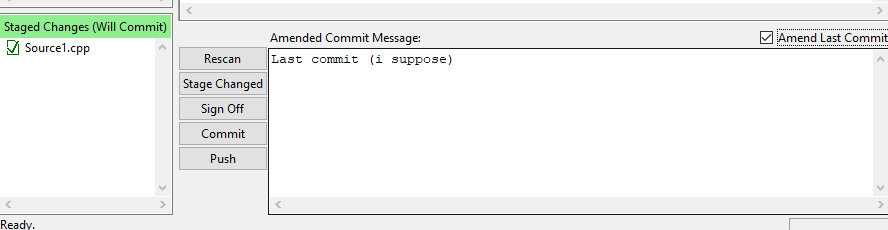 Staged Changes (Will Commit)
Source1.cpp
Amended Commit Message:
Amend Last Commit
Rescan
Stage Changed
Sign Off
Commit
Push
Last commit (i suppose)
Ready.